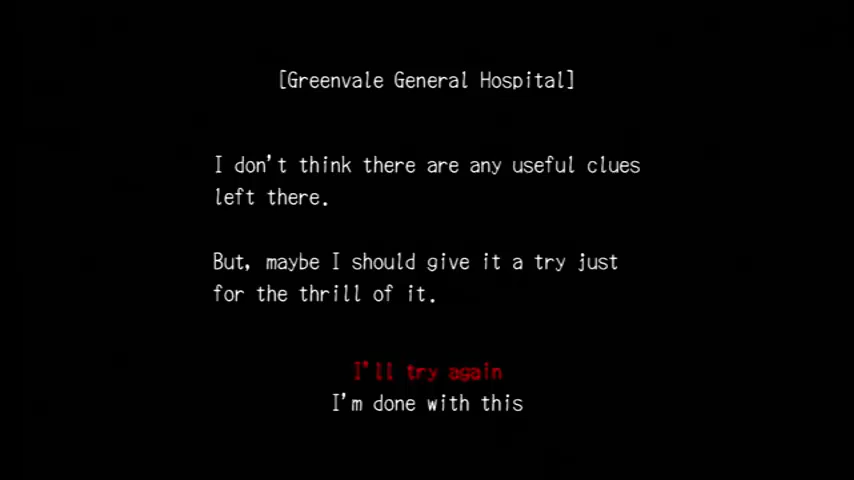 [Greenvale General Hospital]
I don't think there are any useful clues
left there.
But, maybe I should give it a try just
for the thrill of it.
I'll try again
I'm done with this